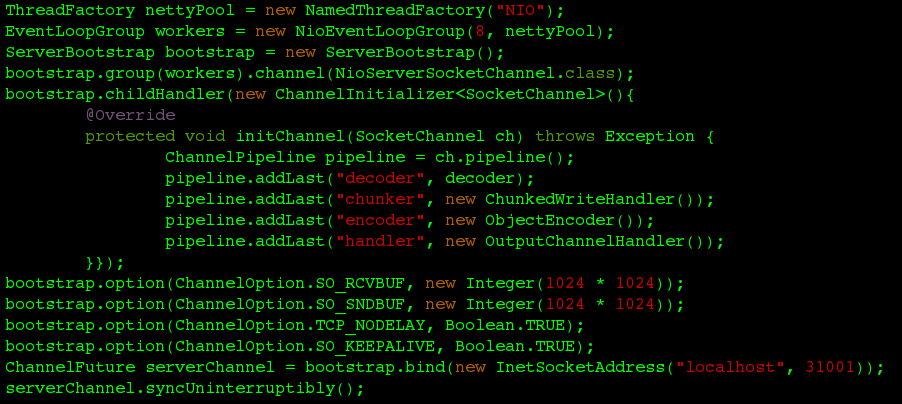 ThreadFactory nettyPool = new NamedThreadFactory("NIO");
EventLoopGroup workers = new NioEventLoopGroup(8, nettyPool);
ServerBootstrap bootstrap = new ServerBootstrap();
bootstrap.group(workers).channel(NioServerSocketChannel.class);
bootstrap.childHandler(new ChannelInitializer<SocketChannel>(){
        @Override
        protected void initChannel(SocketChannel ch) throws Exception {
                ChannelPipeline pipeline = ch.pipeline();
                pipeline.addLast("decoder", decoder);
                pipeline.addLast("chunker", new ChunkedWriteHandler());
                pipeline.addLast("encoder", new ObjectEncoder());
                pipeline.addLast("handler", new OutputChannelHandler());
        }});
bootstrap.option(ChannelOption.SO_RCVBUF, new Integer(1024 * 1024));
bootstrap.option(ChannelOption.SO_SNDBUF, new Integer(1024 * 1024));
bootstrap.option(ChannelOption.TCP_NODELAY, Boolean.TRUE);
bootstrap.option(ChannelOption.SO_KEEPALIVE, Boolean.TRUE);
ChannelFuture serverChannel = bootstrap.bind(new InetSocketAddress("localhost", 31001));
serverChannel.syncUninterruptibly();